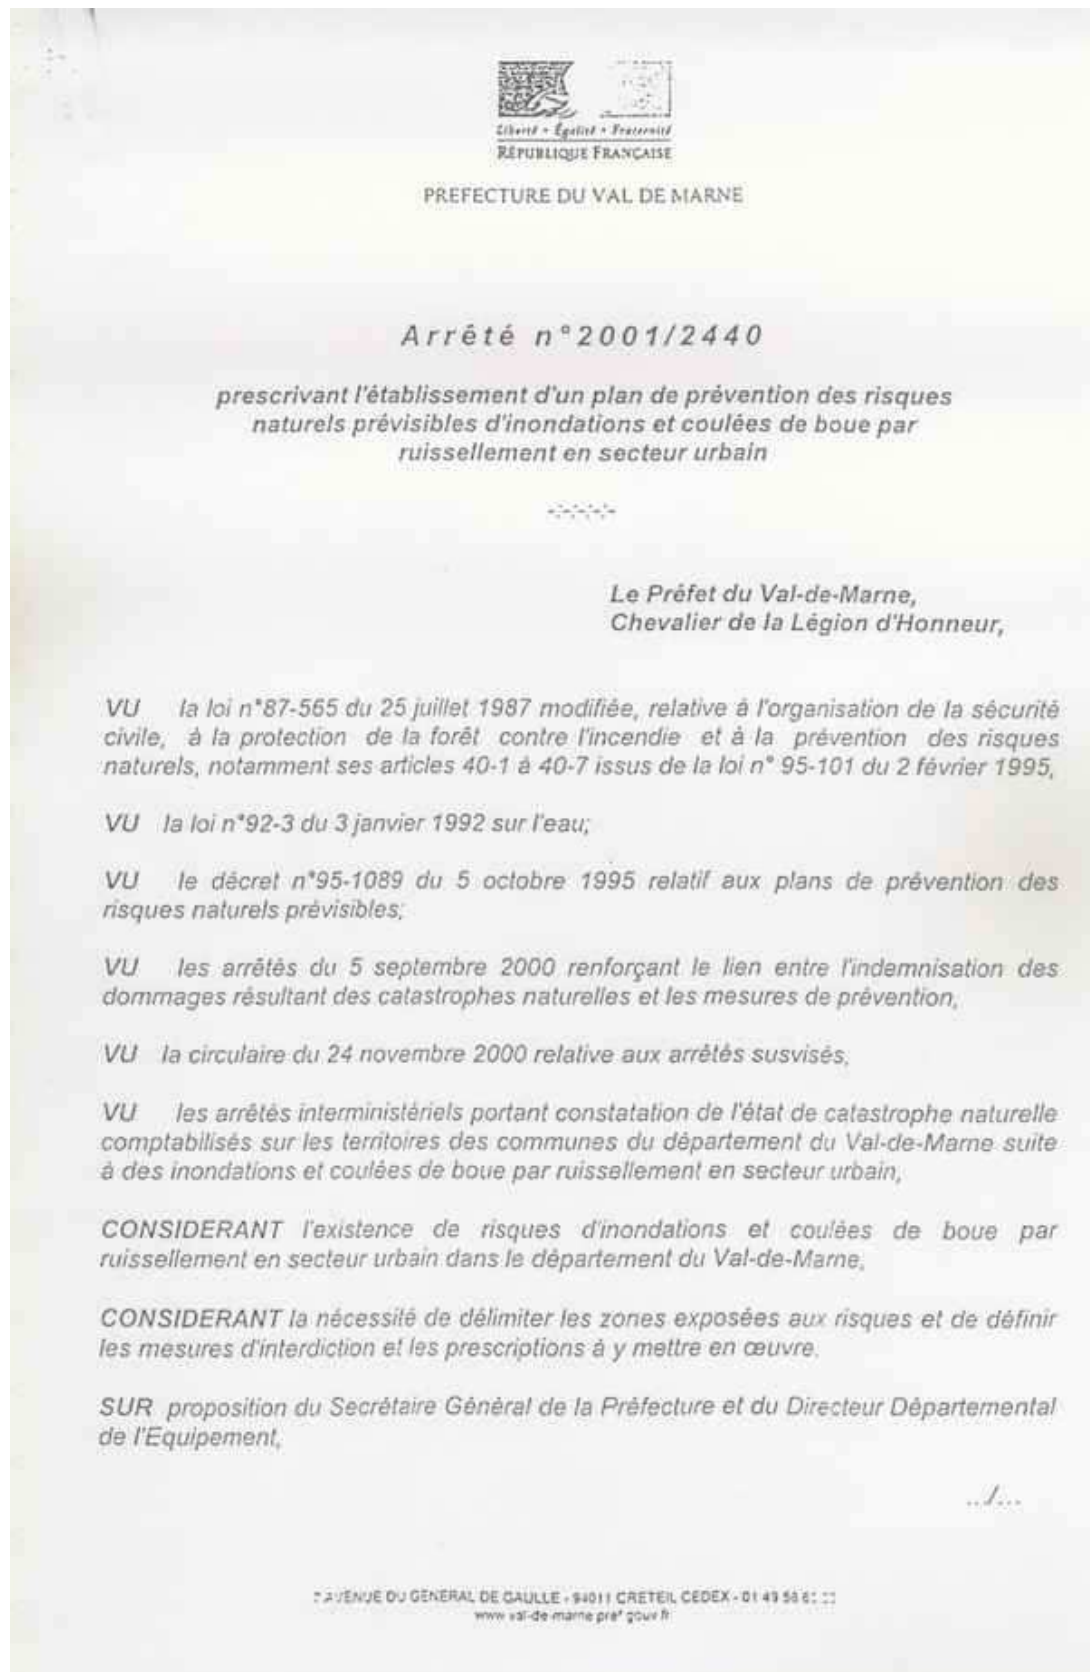 Liberté • Égalité • Fraternité
RÉPUBLIQUE FRANÇAISE
PREFECTURE DU VAL DE MARNE
Arrêté n°2001/2440
prescrivant l'établissement d'un plan de prévention des risques
naturels prévisibles d'inondations et coulées de boue par
ruissellement en secteur urbain
-:-:-:-:-:-
Le Préfet du Val-de-Marne,
Chevalier de la Légion d'Honneur,
VU la loi n°87-565 du 25 juillet 1987 modifiée, relative à l'organisation de la sécurité
civile, à la protection de la forêt contre l'incendie et à la prévention des risques
naturels, notamment ses articles 40-1 à 40-7 issus de la loi n° 95-101 du 2 février 1995,
VU la loi n°92-3 du 3 janvier 1992 sur l'eau;
VU le décret n°95-1089 du 5 octobre 1995 relatif aux plans de prévention des
risques naturels prévisibles;
VU les arrêtés du 5 septembre 2000 renforçant le lien entre l'indemnisation des
dommages résultant des catastrophes naturelles et les mesures de prévention,
VU la circulaire du 24 novembre 2000 relative aux arrêtés susvisés,
VU les arrêtés interministériels portant constatation de l'état de catastrophe naturelle
comptabilisés sur les territoires des communes du département du Val-de-Marne suite
à des inondations et coulées de boue par ruissellement en secteur urbain,
CONSIDERANT l'existence de risques d'inondations et coulées de boue par
ruissellement en secteur urbain dans le département du Val-de-Marne,
CONSIDERANT la nécessité de délimiter les zones exposées aux risques et de définir
les mesures d'interdiction et les prescriptions à y mettre en œuvre.
SUR proposition du Secrétaire Général de la Préfecture et du Directeur Départemental
de l'Equipement,
.../...
AVENUE DU GENERAL DE GAULLE - 94011 CRETEIL CEDEX - 01 49 56
www.val-de-marne.pref.gouv.fr